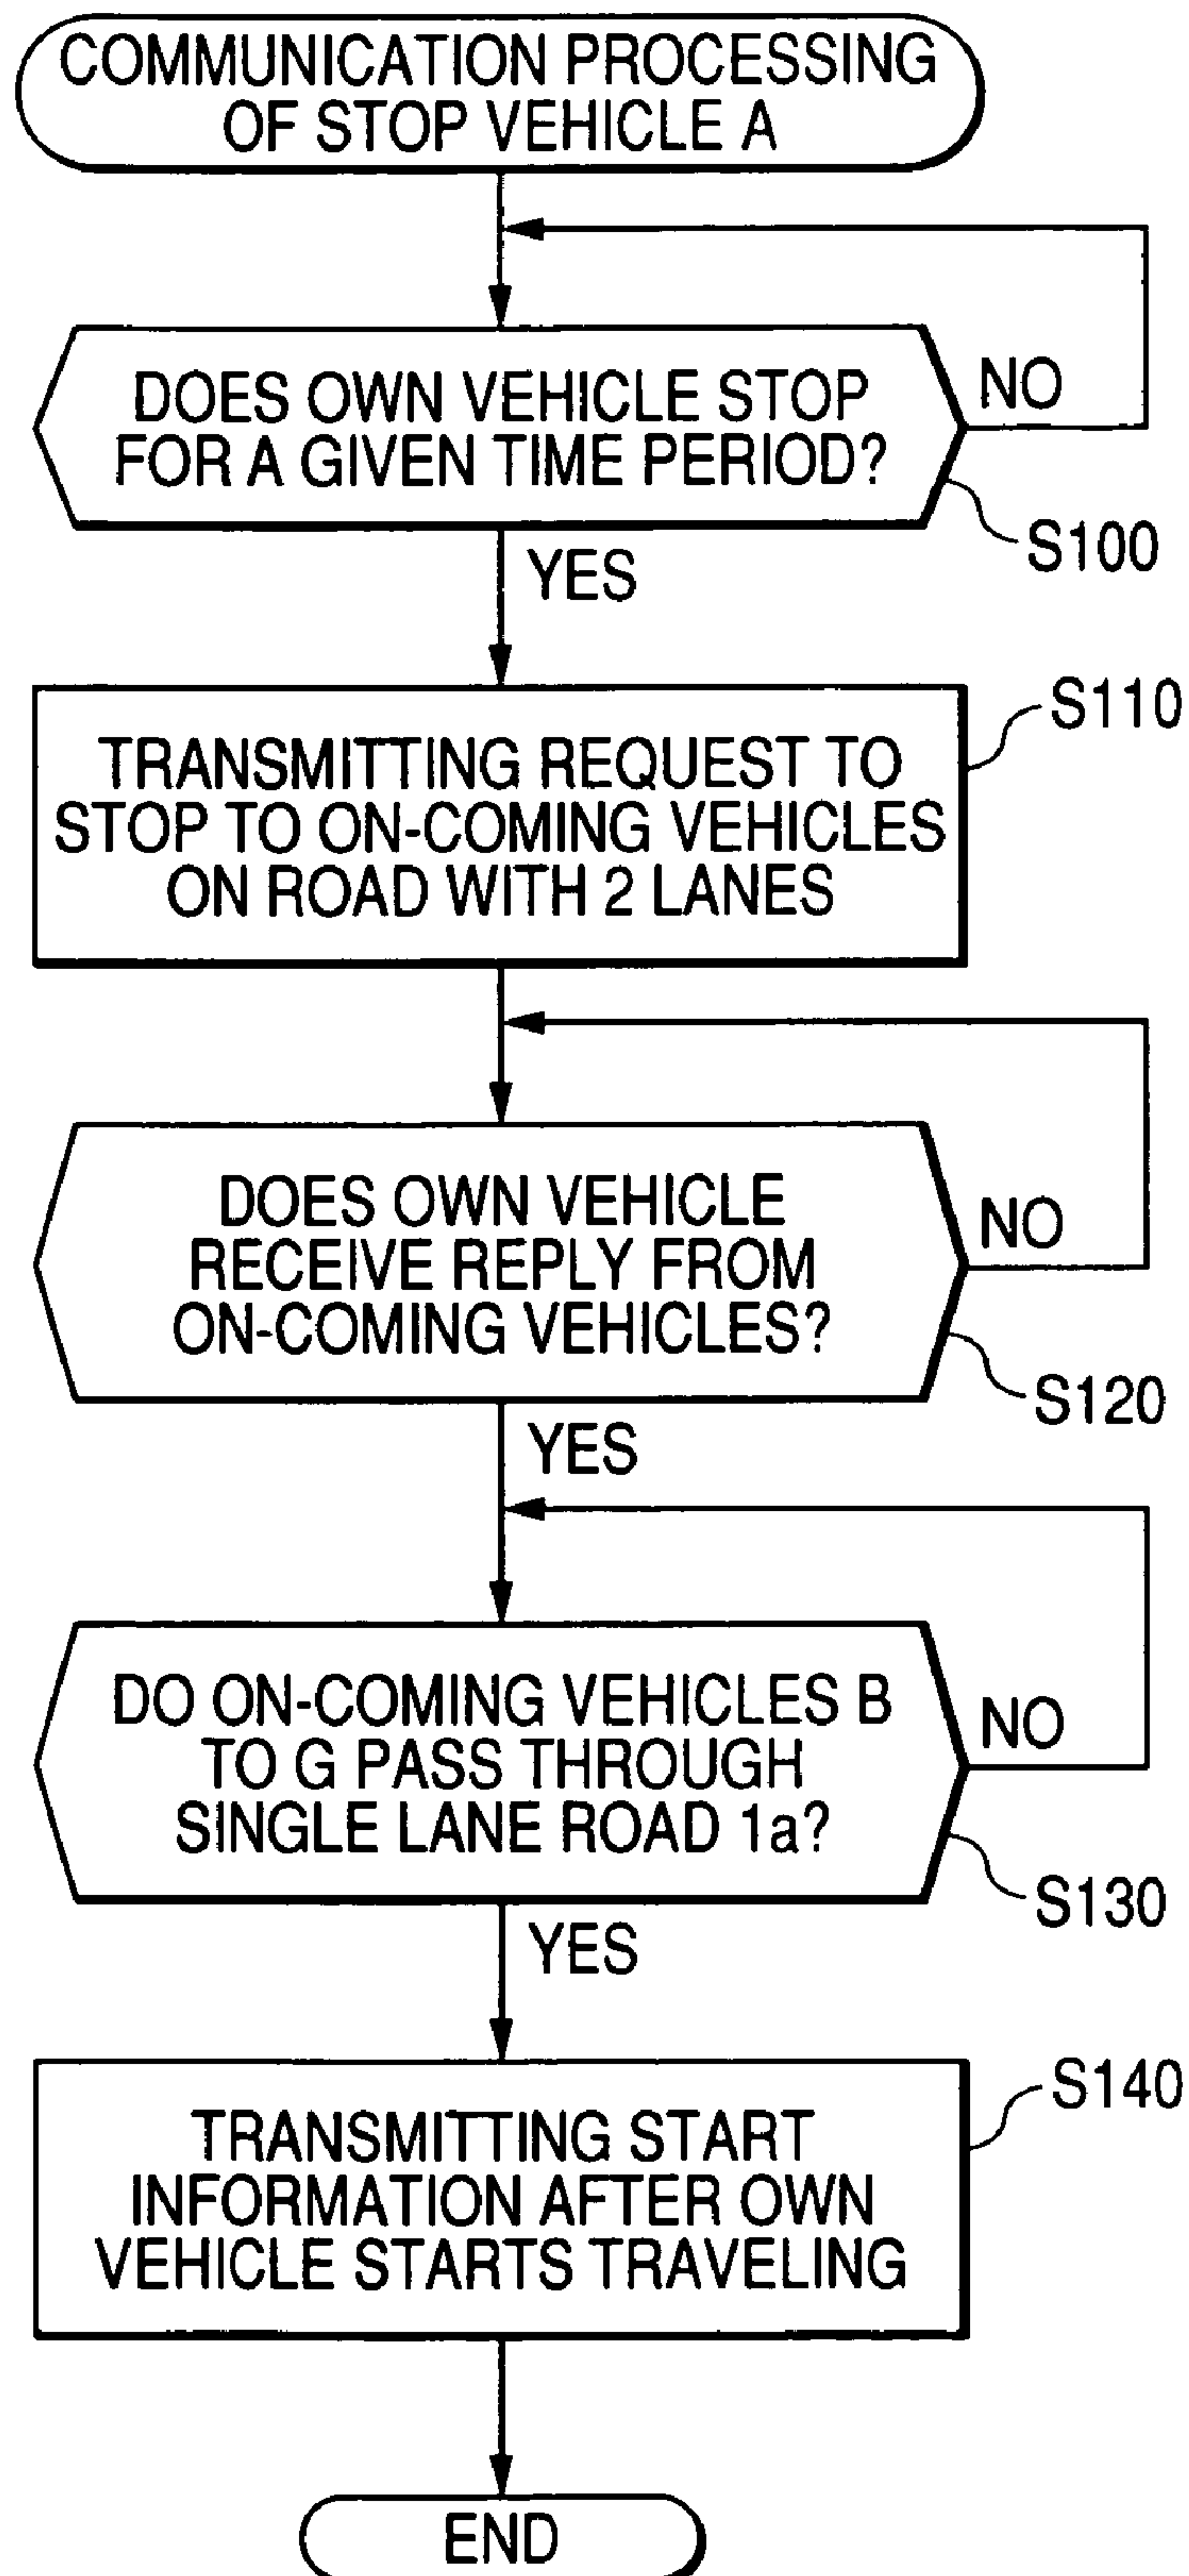 COMMUNICATION PROCESSING
OF STOP VEHICLE A
DOES OWN VEHICLE STOP
FOR A GIVEN TIME PERIOD?
NO
S100
YES
S110
TRANSMITTING REQUEST TO
STOP TO ON-COMING VEHICLES
ON ROAD WITH 2 LANES
DOES OWN VEHICLE
RECEIVE REPLY FROM
ON-COMING VEHICLES?
NO
S120
YES
DO ON-COMING VEHICLES B
TO G PASS THROUGH
SINGLE LANE ROAD 1a?
NO
S130
YES
S140
TRANSMITTING START
INFORMATION AFTER OWN
VEHICLE STARTS TRAVELING
END